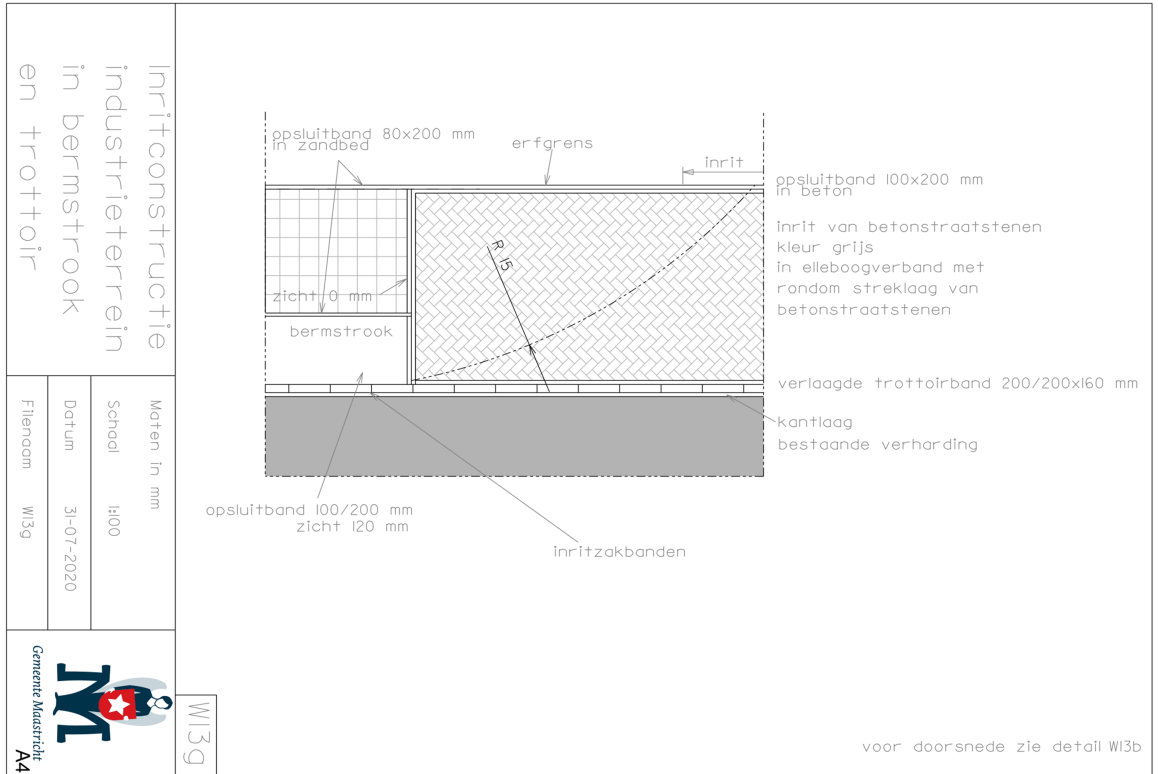 Inritconstructie
industrieterrein
in bermstrook
en trottoir
Maten in mm
Schaal 1:100
Datum 31-07-2020
Filenaam W13g
Gemeente Maastricht
A4
W13g
opsluitband 80x200 mm
in zandbed
erfgrens
inrit
opsluitband 100x200 mm
in beton
inrit van betonstraatstenen
kleur grijs
in elleboogverband met
rondom streklaag van
betonstraatstenen
R 15
zicht 0 mm
bermstrook
verlaagde trottoirband 200/200x160 mm
kantlaag
bestaande verharding
opsluitband 100/200 mm
zicht 120 mm
inritzakbanden
voor doorsnede zie detail W13b